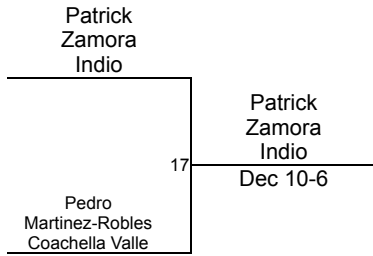 Patrick
Zamora
Indio
Patrick
Zamora
Indio
17
Dec 10-6
Pedro
Martinez-Robles
Coachella Valle